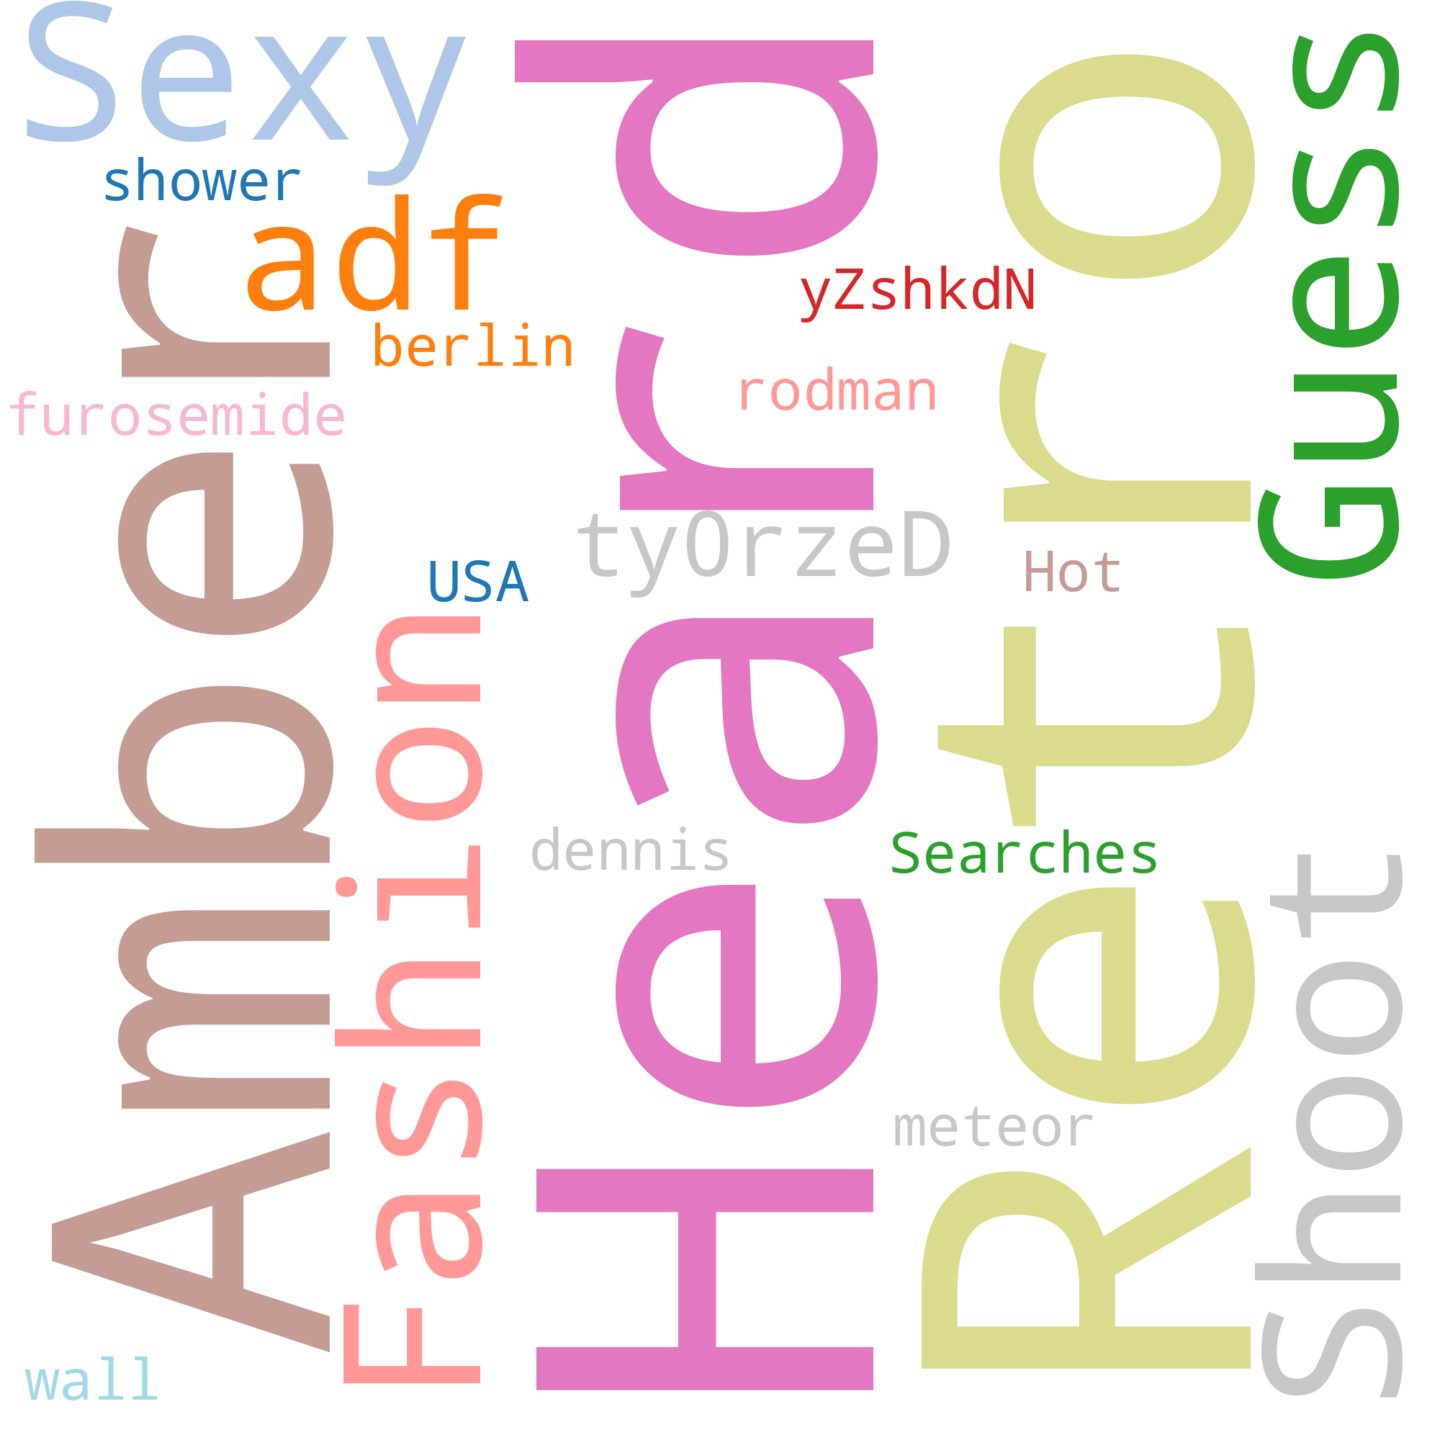 Sexy
shower
adf
berlin
furosemide
Amber
USA
Fashion
wall
Heard
yZshkdN
rodman
tyOrzeD
dennis
Retro
Hot
Searches
meteor
Guess
Shoot